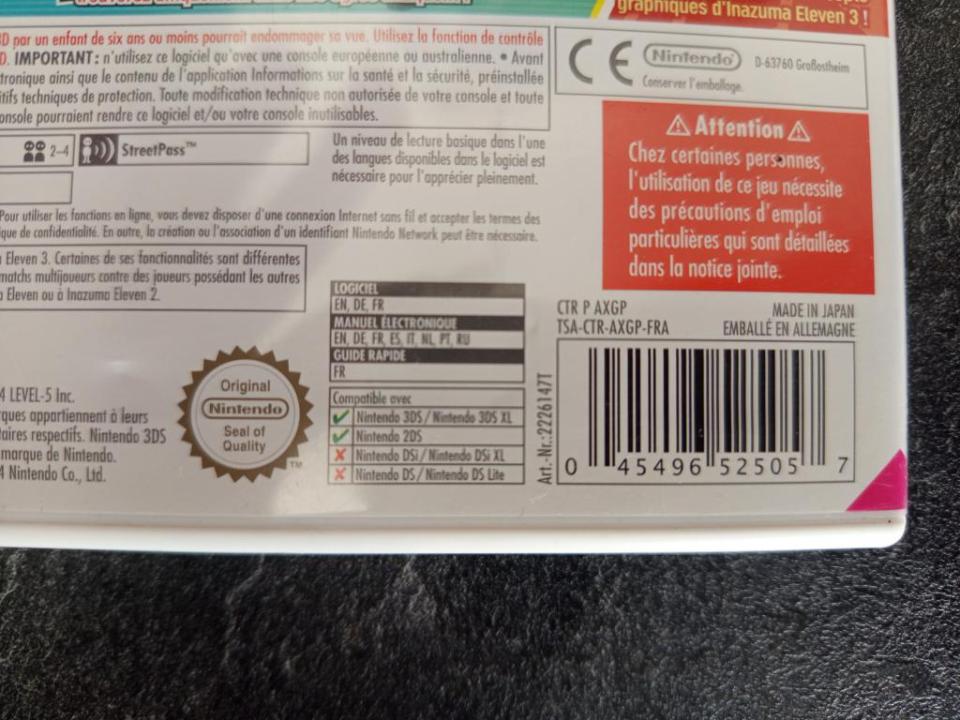 graphiques d'Inazuma Eleven 3 !
3D par un enfant de six ans ou moins pourrait endommager sa vue. Utilisez la fonction de contrôle
D. IMPORTANT : n'utilisez ce logiciel qu'avec une console européenne ou australienne. • Avant
tronique ainsi que le contenu de l'application Informations sur la santé et la sécurité, préinstallée
itifs techniques de protection. Toute modification technique non autorisée de votre console et toute
onsole pourraient rendre ce logiciel et/ou votre console inutilisables.
CE
Nintendo
D-63760 Großostheim
Conserver l'emballage.
2-4
StreetPass™
Un niveau de lecture basique dans l'une
des langues disponibles dans le logiciel est
nécessaire pour l'apprécier pleinement.
⚠ Attention ⚠
Chez certaines personnes,
l'utilisation de ce jeu nécessite
des précautions d'emploi
particulières qui sont détaillées
dans la notice jointe.
Pour utiliser les fonctions en ligne, vous devez disposer d'une connexion Internet sans fil et accepter les termes des
ique de confidentialité. En outre, la création ou l'association d'un identifiant Nintendo Network peut être nécessaire.
Eleven 3. Certaines de ses fonctionnalités sont différentes
matchs multijoueurs contre des joueurs possédant les autres
Eleven ou à Inazuma Eleven 2.
LOGICIEL
EN, DE, FR
MANUEL ÉLECTRONIQUE
EN, DE, FR, ES, IT, NL, PT, RU
GUIDE RAPIDE
FR
Compatible avec
Nintendo 3DS / Nintendo 3DS XL
Nintendo 2DS
Nintendo DSi / Nintendo DSi XL
Nintendo DS / Nintendo DS Lite
CTR P AXGP
TSA-CTR-AXGP-FRA
MADE IN JAPAN
EMBALLÉ EN ALLEMAGNE
Art.-Nr.:2226147T
0 45496 52505 7
4 LEVEL-5 Inc.
rques appartiennent à leurs
taires respectifs. Nintendo 3DS
marque de Nintendo.
4 Nintendo Co., Ltd.
Original
Nintendo
Seal of
Quality
™